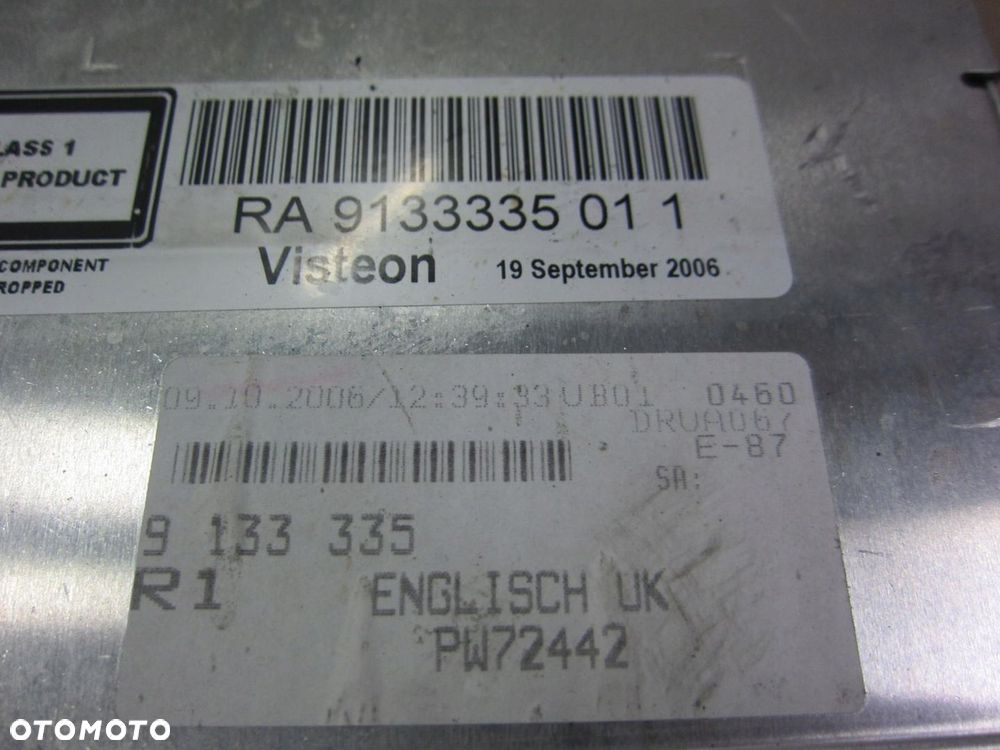 LASS 1
PRODUCT
COMPONENT
ROPPED
RA 9133335 01 1
Visteon 19 September 2006
09.10.2006/12:39:33 UB01 0460
DRUA067
E-87
SA:
9 133 335
R1 ENGLISCH UK
PW72442
OTOMOTO